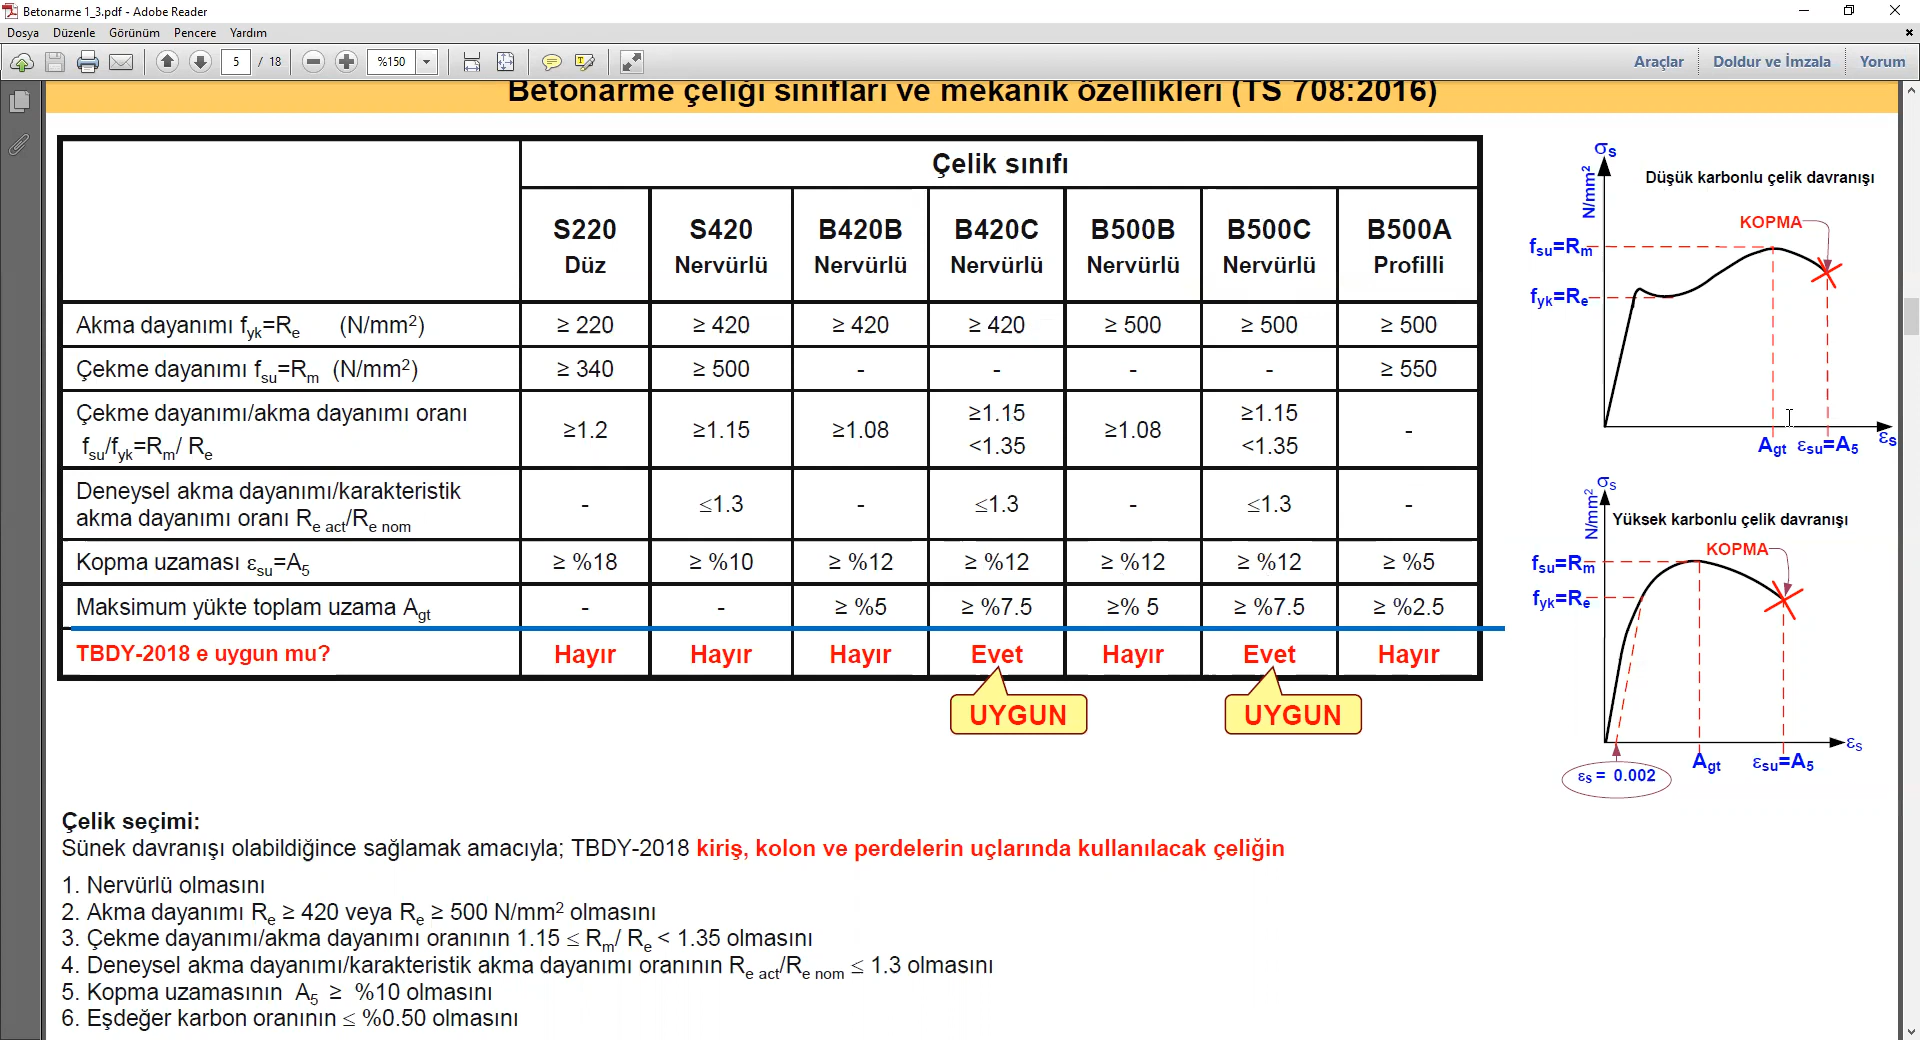 Betonarme 1_3.pdf - Adobe Reader
Dosya Düzenle Görünüm Pencere Yardım
5 / 18 %150 Araçlar Doldur ve İmzala Yorum
Betonarme çeliği sınıfları ve mekanik özellikleri (TS 708:2016)
Çelik sınıfı
S220 S420 B420B B420C B500B B500C B500A
Düz Nervürlü Nervürlü Nervürlü Nervürlü Nervürlü Profilli
Akma dayanımı fyk=Re (N/mm²) ≥ 220 ≥ 420 ≥ 420 ≥ 420 ≥ 500 ≥ 500 ≥ 500
Çekme dayanımı fsu=Rm (N/mm²) ≥ 340 ≥ 500 - - - - ≥ 550
Çekme dayanımı/akma dayanımı oranı
fsu/fyk=Rm/ Re ≥1.2 ≥1.15 ≥1.08 ≥1.15 <1.35 ≥1.08 ≥1.15 <1.35 -
Deneysel akma dayanımı/karakteristik
akma dayanımı oranı Re act/Re nom - ≤1.3 - ≤1.3 - ≤1.3 -
Kopma uzaması εsu=A5 ≥ %18 ≥ %10 ≥ %12 ≥ %12 ≥ %12 ≥ %12 ≥ %5
Maksimum yükte toplam uzama Agt - - ≥ %5 ≥ %7.5 ≥% 5 ≥ %7.5 ≥ %2.5
TBDY-2018 e uygun mu? Hayır Hayır Hayır Evet Hayır Evet Hayır
UYGUN UYGUN
σs
N/mm²
Düşük karbonlu çelik davranışı
KOPMA
fsu=Rm
fyk=Re
Agt εsu=A5 εs
σs
N/mm²
Yüksek karbonlu çelik davranışı
KOPMA
fsu=Rm
fyk=Re
εs
Agt εsu=A5
εs = 0.002
Çelik seçimi:
Sünek davranışı olabildiğince sağlamak amacıyla; TBDY-2018 kiriş, kolon ve perdelerin uçlarında kullanılacak çeliğin
1. Nervürlü olmasını
2. Akma dayanımı Re ≥ 420 veya Re ≥ 500 N/mm² olmasını
3. Çekme dayanımı/akma dayanımı oranının 1.15 ≤ Rm/ Re < 1.35 olmasını
4. Deneysel akma dayanımı/karakteristik akma dayanımı oranının Re act/Re nom ≤ 1.3 olmasını
5. Kopma uzamasının A5 ≥ %10 olmasını
6. Eşdeğer karbon oranının ≤ %0.50 olmasını